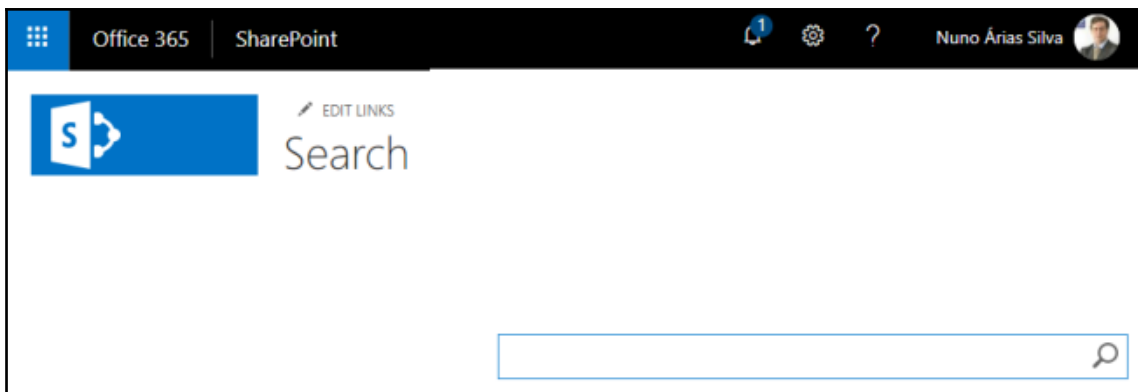 Office 365 SharePoint 1 ? Nuno Árias Silva
S
EDIT LINKS
Search